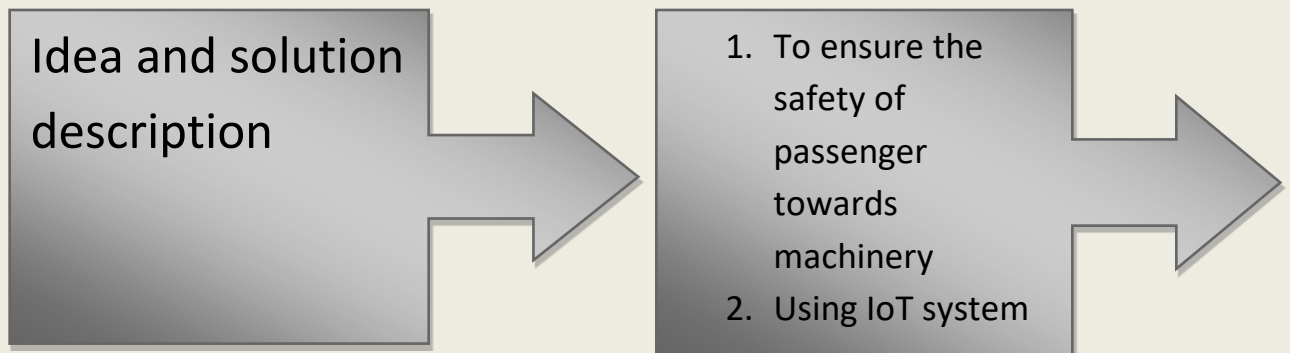 Idea and solution
description
1. To ensure the
safety of
passenger
towards
machinery
2. Using IoT system